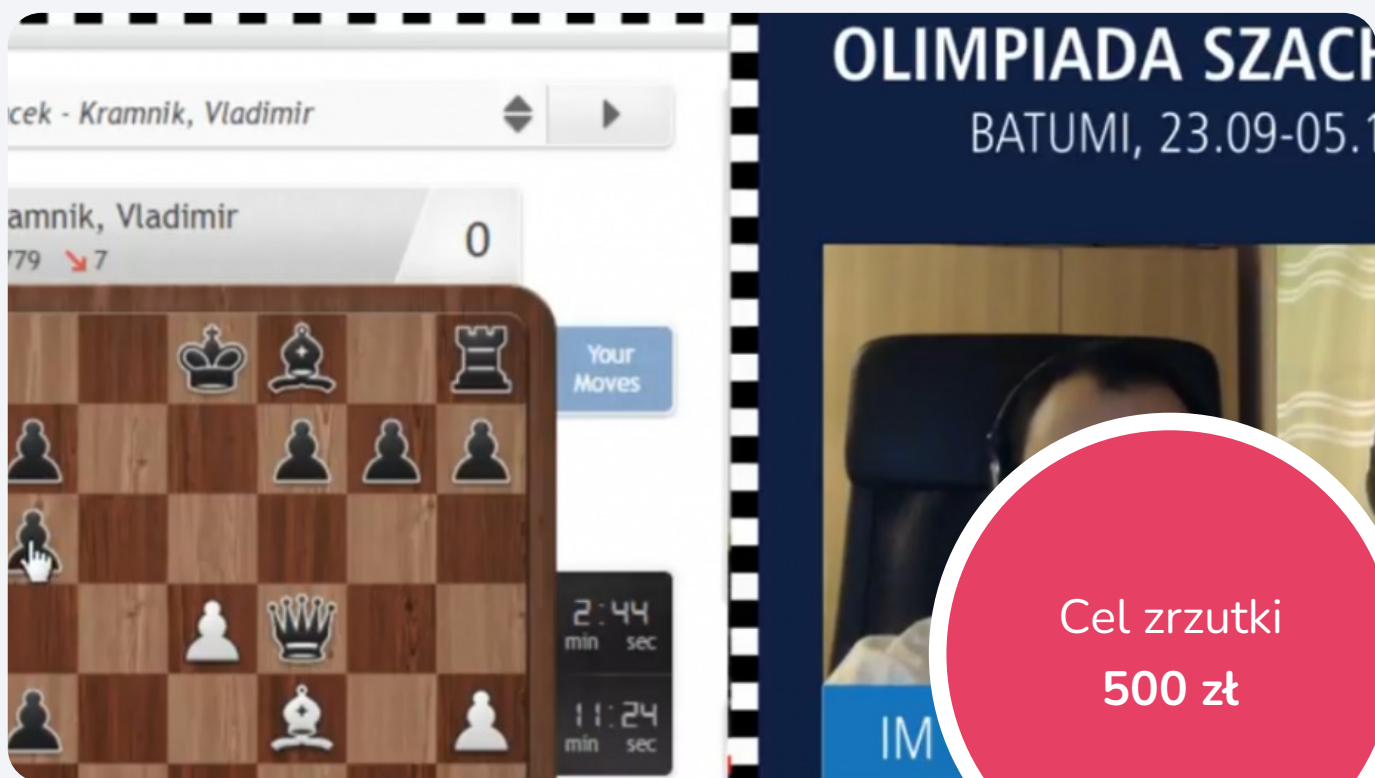 cek - Kramnik, Vladimir
amnik, Vladimir
0
779 7
Your
Moves
2:44
min sec
11:24
min sec
OLIMPIADA SZACH
BATUMI, 23.09-05.1
IM
Cel zrzutki
500 zł